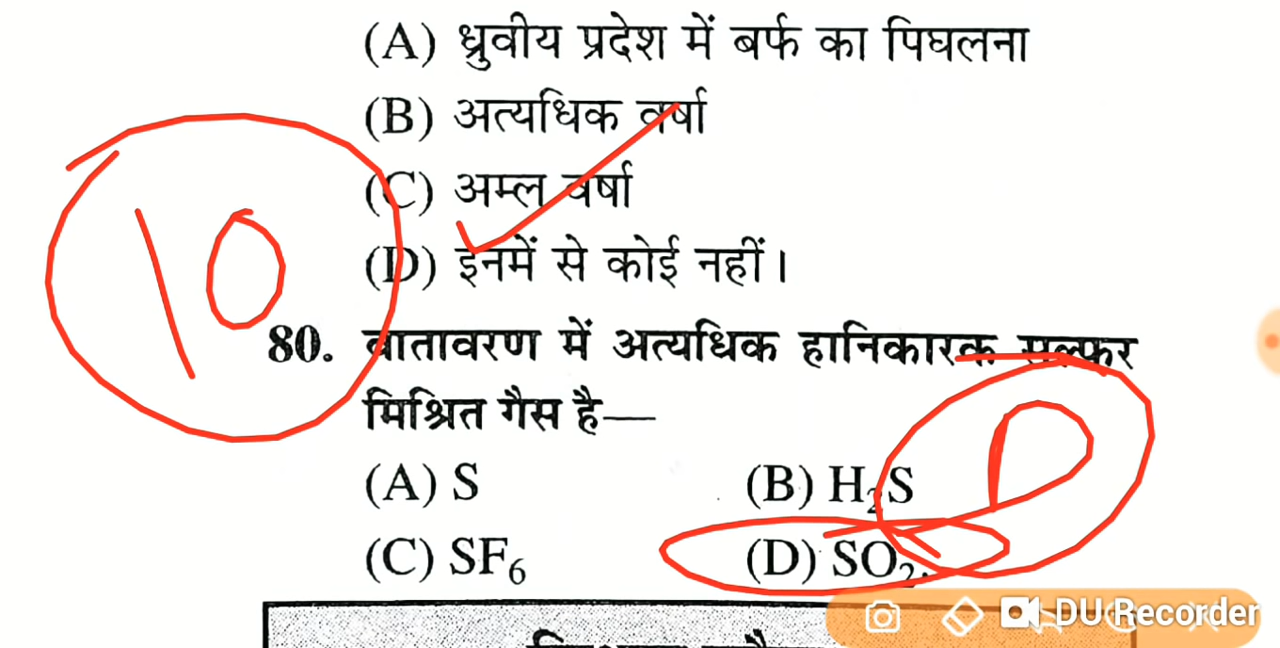 (A) ध्रुवीय प्रदेश में बर्फ का पिघलना
(B) अत्यधिक वर्षा
(C) अम्ल वर्षा
(D) इनमें से कोई नहीं।
10
80. वातावरण में अत्यधिक हानिकारक सल्फर
मिश्रित गैस है—
(A) S (B) H₂S
(C) SF₆ (D) SO₂.
D
DU Recorder